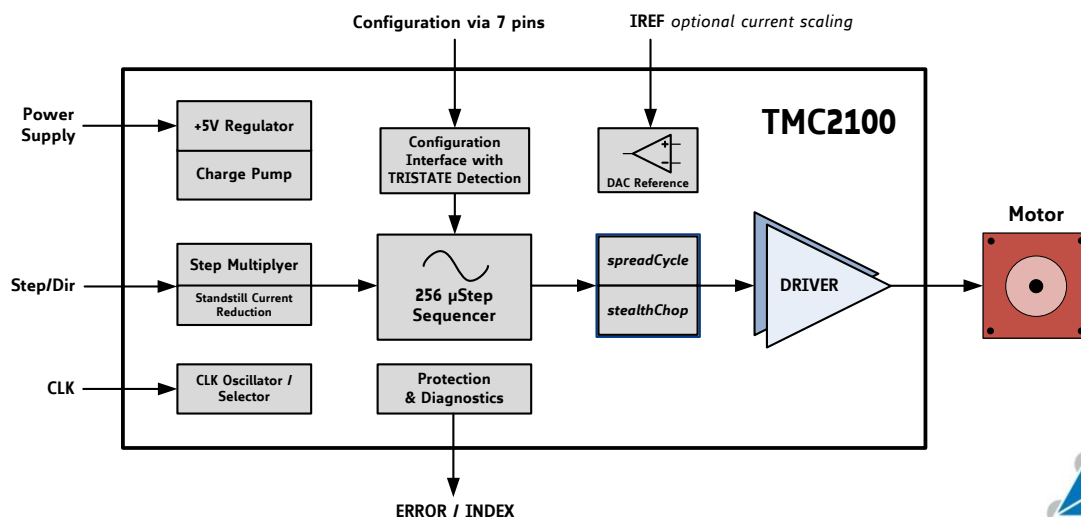 Configuration via 7 pins
IREF optional current scaling
Power
Supply
+5V Regulator
Charge Pump
Configuration
Interface with
TRISTATE Detection
+
−
DAC Reference
TMC2100
Motor
Step/Dir
Step Multiplyer
Standstill Current
Reduction
256 µStep
Sequencer
spreadCycle
stealthChop
DRIVER
CLK
CLK Oscillator /
Selector
Protection
& Diagnostics
ERROR / INDEX